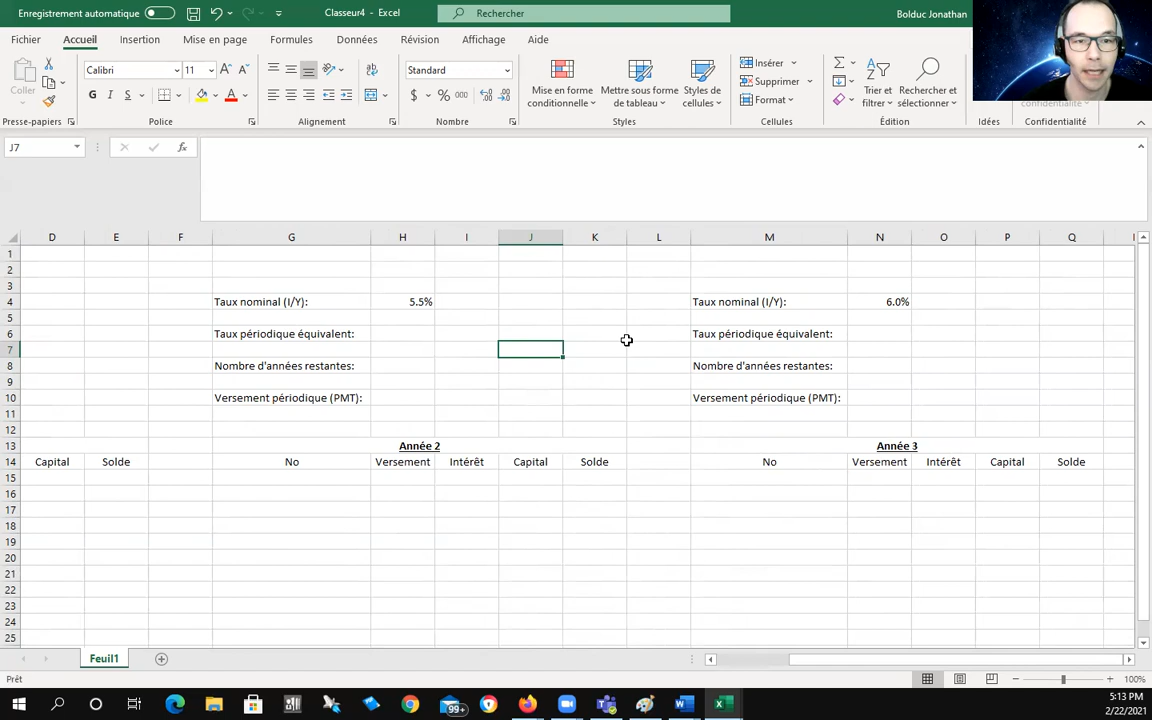 Enregistrement automatique
Classeur4 - Excel
Rechercher
Bolduc Jonathan
Fichier
Accueil
Insertion
Mise en page
Formules
Données
Révision
Affichage
Aide
Coller
Calibri
11
Standard
Mise en forme conditionnelle
Mettre sous forme de tableau
Styles de cellules
Insérer
Supprimer
Format
Trier et filtrer
Rechercher et sélectionner
Confidentialité
Presse-papiers
Police
Alignement
Nombre
Styles
Cellules
Édition
Idées
Confidentialité
J7
fx
D E F G H I J K L M N O P Q
1
2
3
4 Taux nominal (I/Y): 5.5% Taux nominal (I/Y): 6.0%
5
6 Taux périodique équivalent: Taux périodique équivalent:
7
8 Nombre d'années restantes: Nombre d'années restantes:
9
10 Versement périodique (PMT): Versement périodique (PMT):
11
12
13 Année 2 Année 3
14 Capital Solde No Versement Intérêt Capital Solde No Versement Intérêt Capital Solde
15
16
17
18
19
20
21
22
23
24
25
Feuil1
Prêt
100%
99+
5:13 PM
2/22/2021